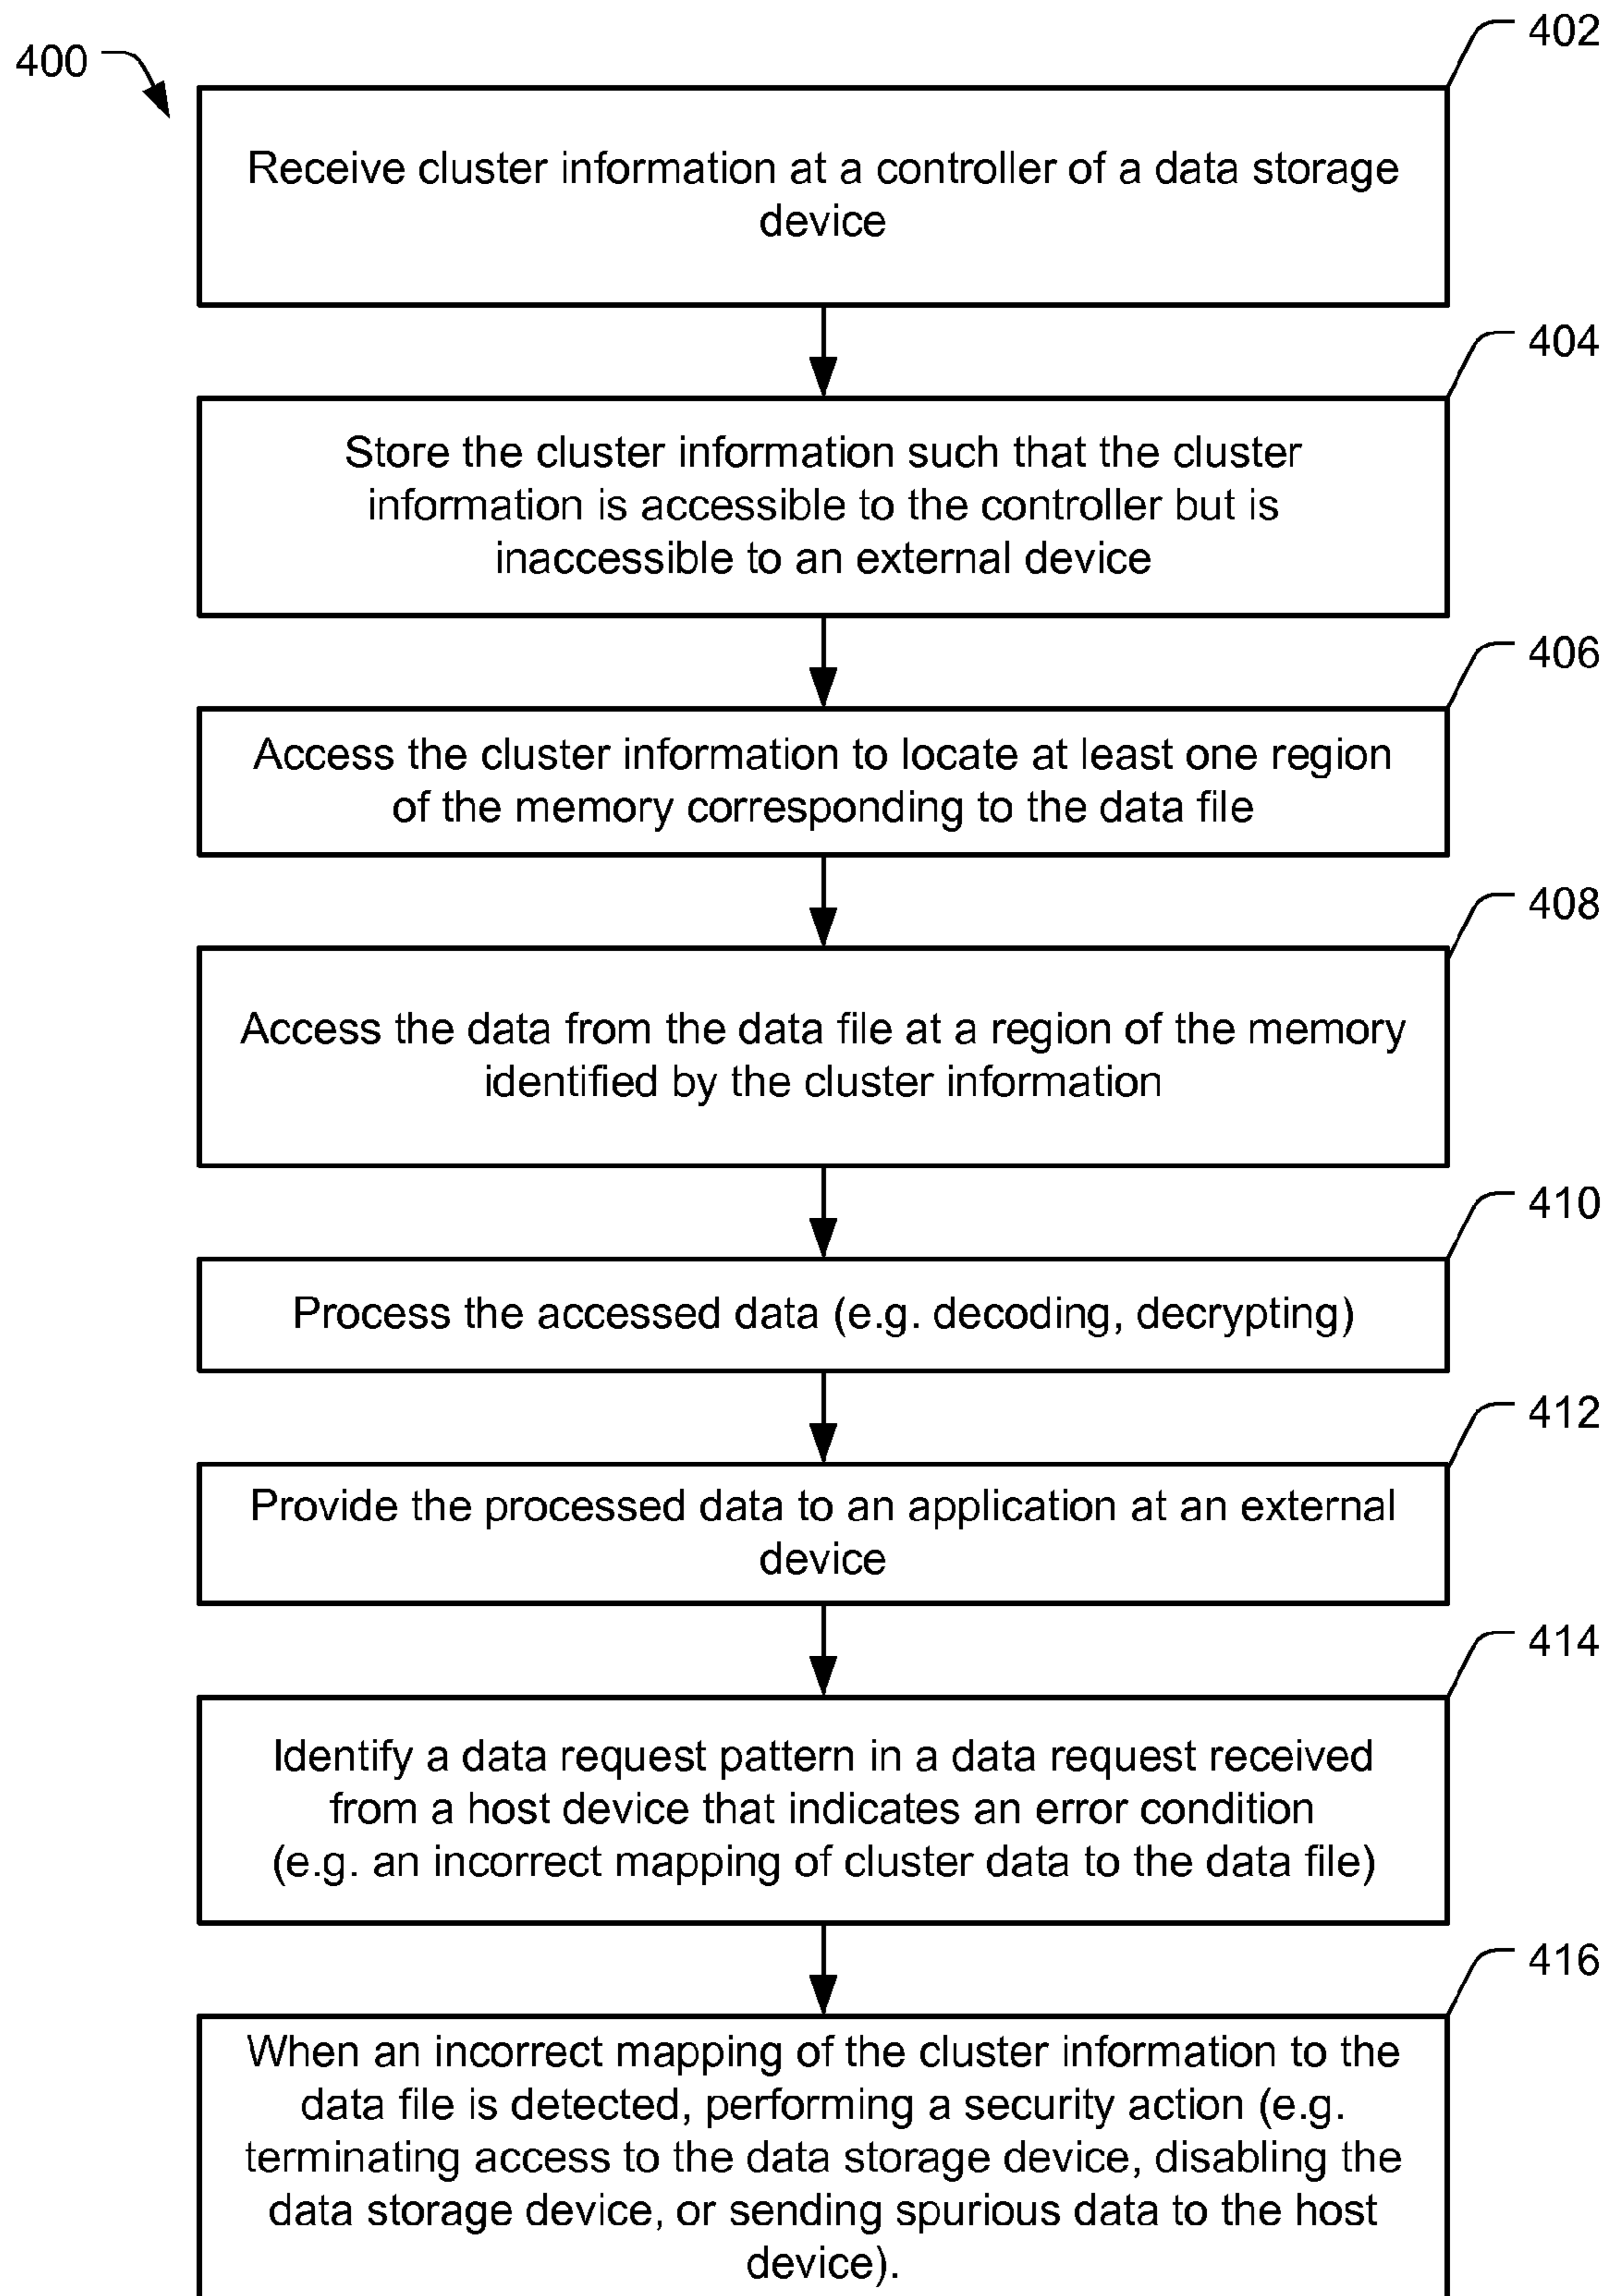 402
400
Receive cluster information at a controller of a data storage
device
404
Store the cluster information such that the cluster
information is accessible to the controller but is
inaccessible to an external device
406
Access the cluster information to locate at least one region
of the memory corresponding to the data file
408
Access the data from the data file at a region of the memory
identified by the cluster information
410
Process the accessed data (e.g. decoding, decrypting)
412
Provide the processed data to an application at an external
device
414
Identify a data request pattern in a data request received
from a host device that indicates an error condition
(e.g. an incorrect mapping of cluster data to the data file)
416
When an incorrect mapping of the cluster information to the
data file is detected, performing a security action (e.g.
terminating access to the data storage device, disabling the
data storage device, or sending spurious data to the host
device).